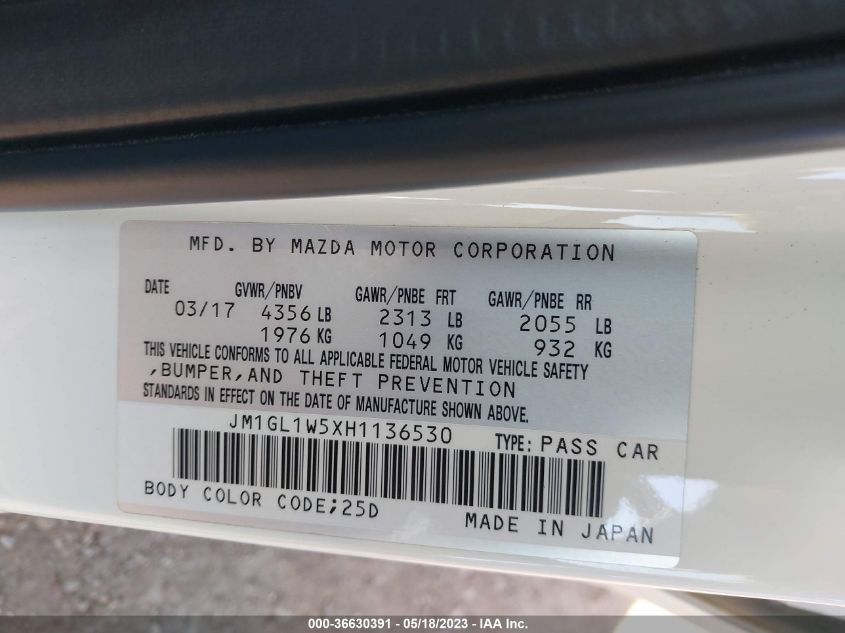 MFD. BY MAZDA MOTOR CORPORATION
DATE GVWR/PNBV GAWR/PNBE FRT GAWR/PNBE RR
03/17 4356 LB 2313 LB 2055 LB
1976 KG 1049 KG 932 KG
THIS VEHICLE CONFORMS TO ALL APPLICABLE FEDERAL MOTOR VEHICLE SAFETY
,BUMPER,AND THEFT PREVENTION
STANDARDS IN EFFECT ON THE DATE OF MANUFACTURE SHOWN ABOVE.
JM1GL1W5XH1136530 TYPE: PASS CAR
BODY COLOR CODE;25D MADE IN JAPAN
000-36630391 - 05/18/2023 - IAA Inc.